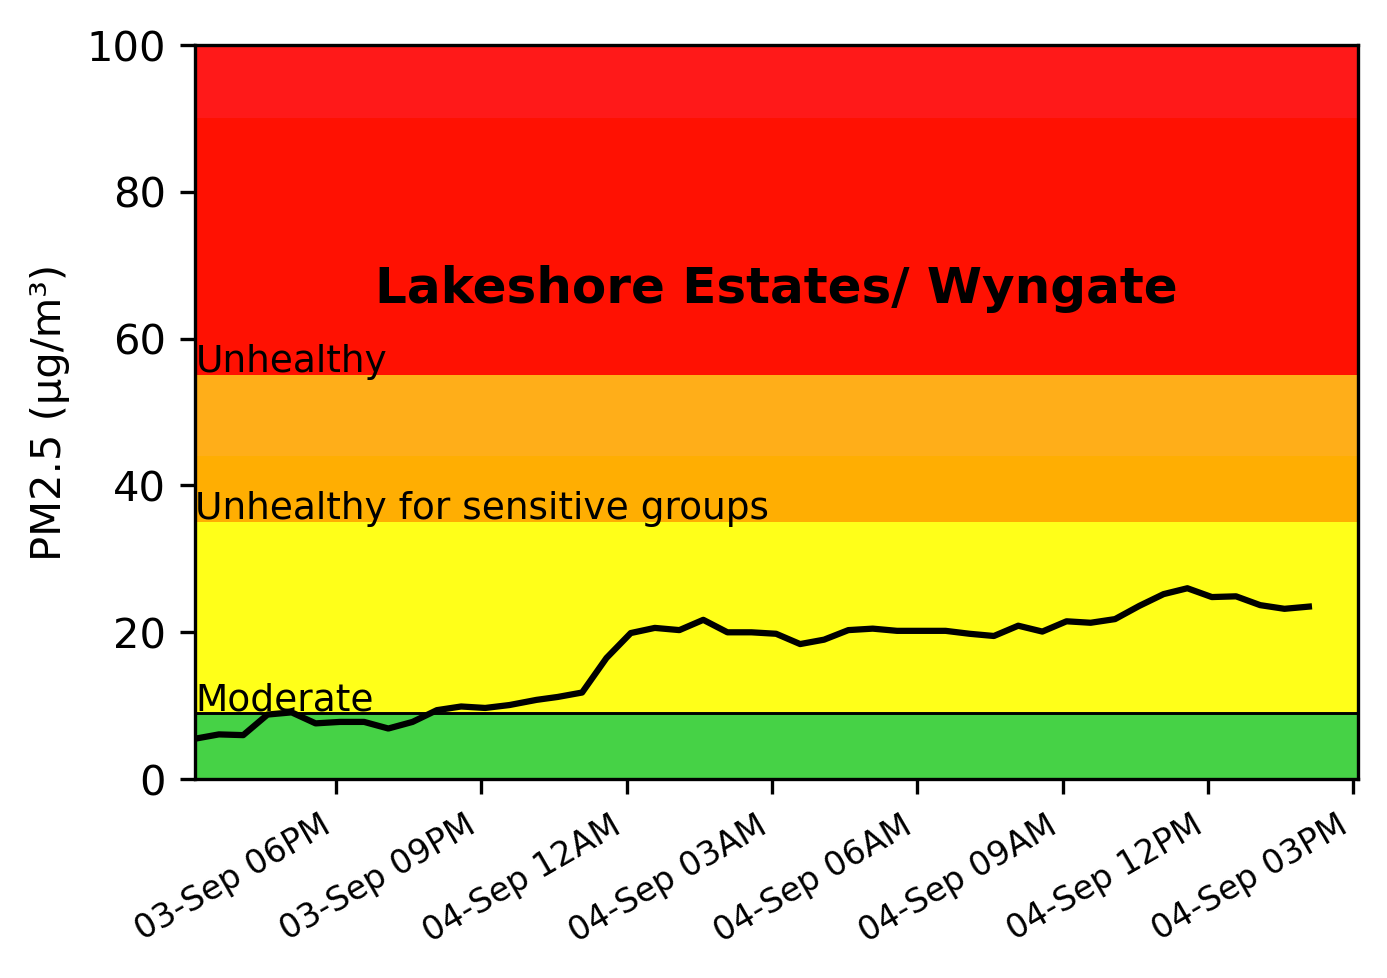 100
80
60
40
20
0
PM2.5 (µg/m³)
Lakeshore Estates/ Wyngate
Unhealthy
Unhealthy for sensitive groups
Moderate
03-Sep 06PM
03-Sep 09PM
04-Sep 12AM
04-Sep 03AM
04-Sep 06AM
04-Sep 09AM
04-Sep 12PM
04-Sep 03PM